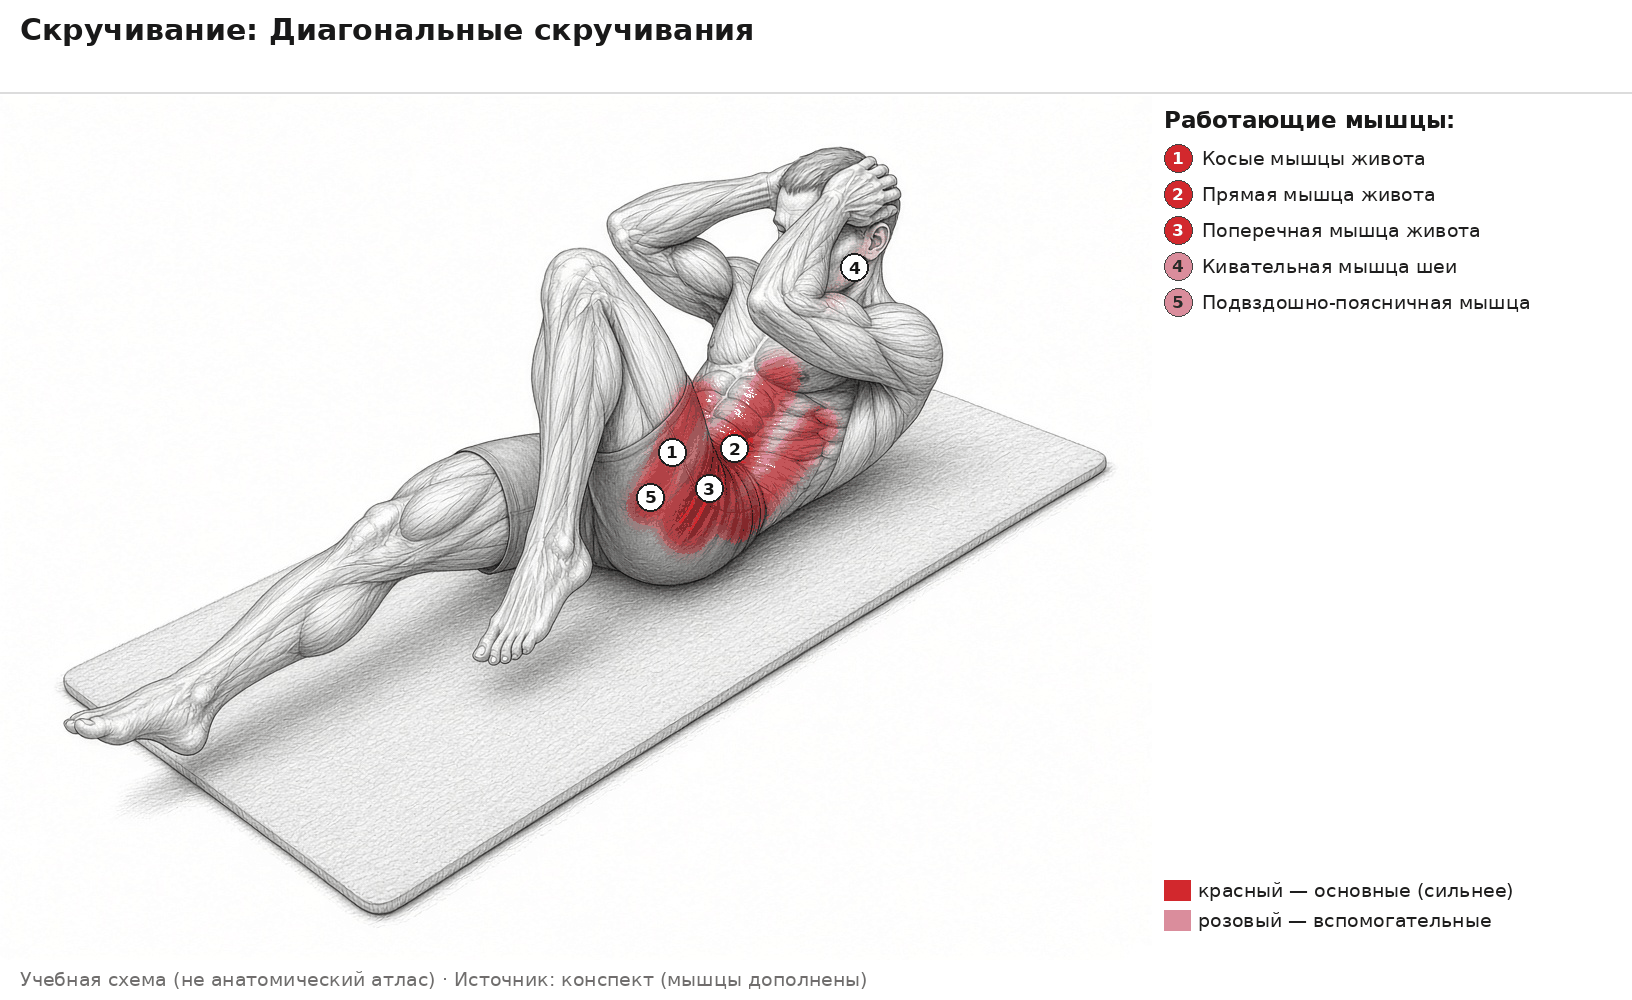 Скручивание: Диагональные скручивания
Работающие мышцы:
1 Косые мышцы живота
2 Прямая мышца живота
3 Поперечная мышца живота
4 Кивательная мышца шеи
5 Подвздошно-поясничная мышца
4
1
2
3
5
красный — основные (сильнее)
розовый — вспомогательные
Учебная схема (не анатомический атлас) · Источник: конспект (мышцы дополнены)